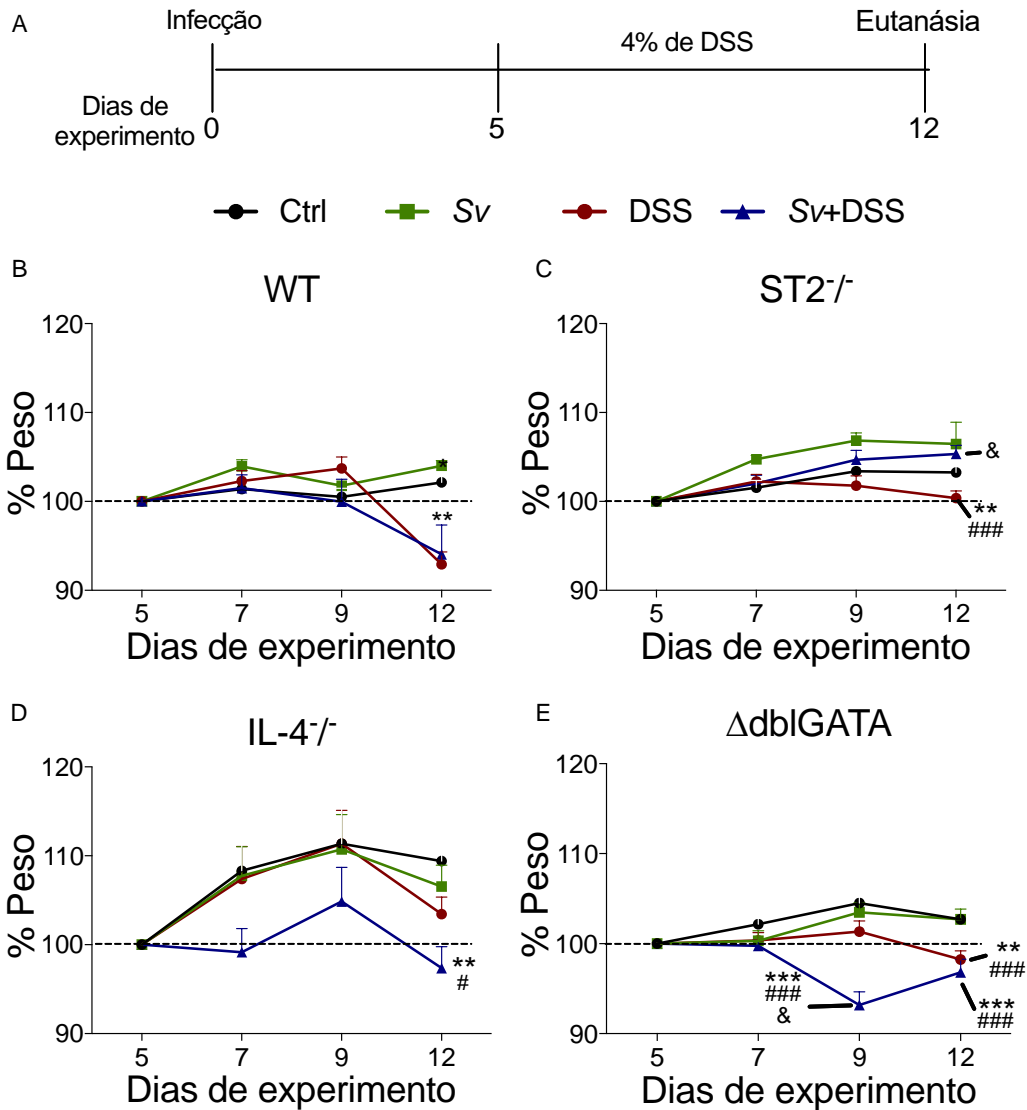 A
Infecção
4% de DSS
Eutanásia
Dias de
experimento
0
5
12
Ctrl
Sv
DSS
Sv+DSS
B
WT
120
110
100
90
% Peso
*
**
5
7
9
12
Dias de experimento
C
ST2⁻/⁻
120
110
100
90
% Peso
&
**
###
5
7
9
12
Dias de experimento
D
IL-4⁻/⁻
120
110
100
90
% Peso
**
#
5
7
9
12
Dias de experimento
E
ΔdblGATA
120
110
100
90
% Peso
***
###
&
**
###
***
###
5
7
9
12
Dias de experimento